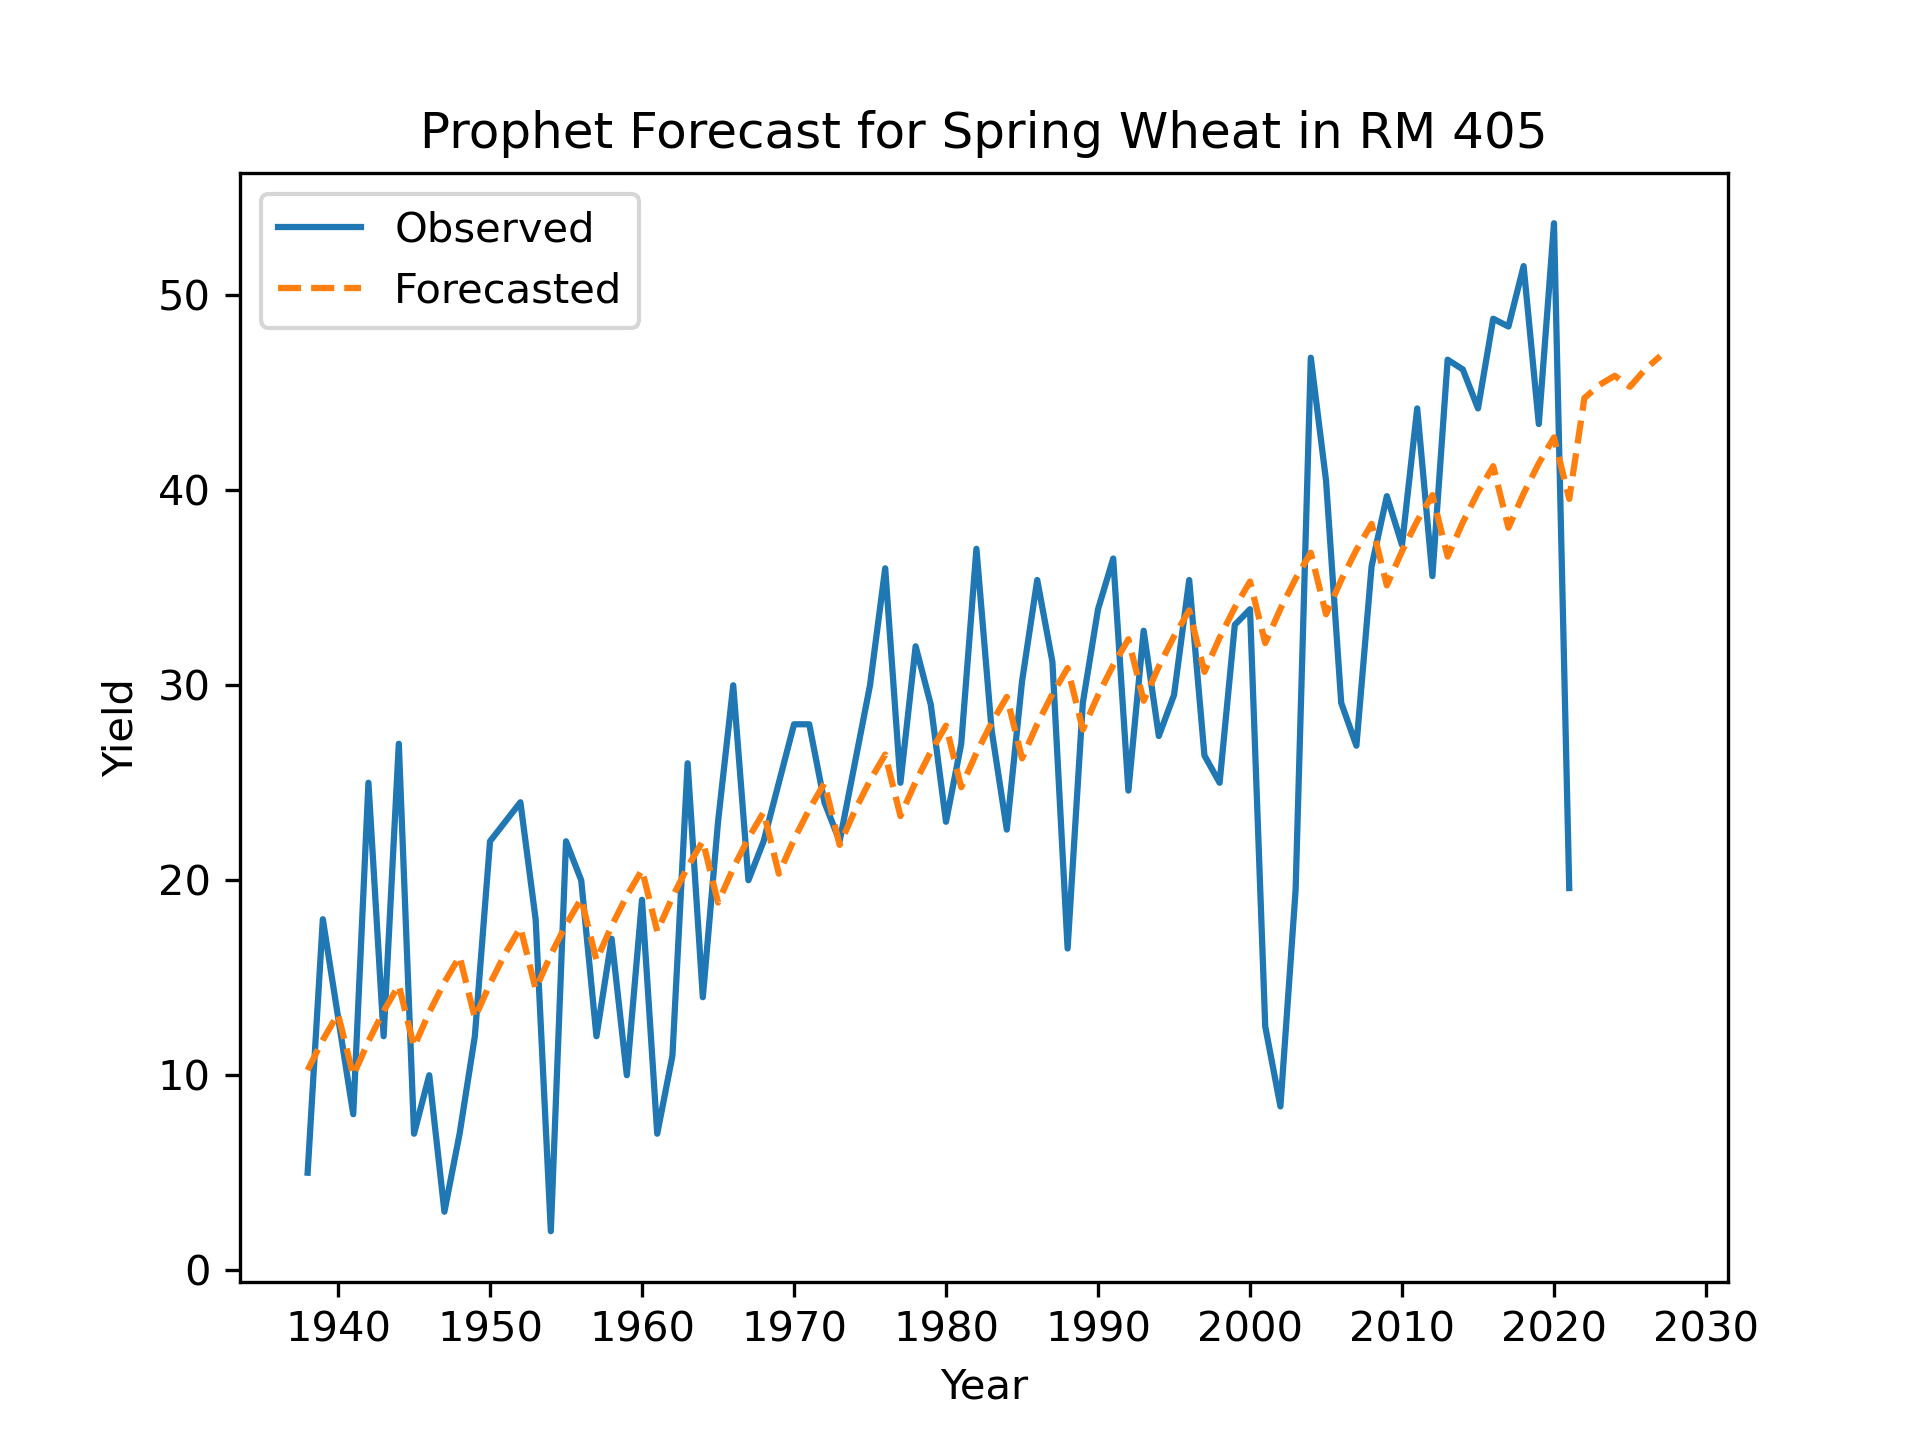 Prophet Forecast for Spring Wheat in RM 405
Observed
Forecasted
50
40
30
20
10
0
Yield
1940 1950 1960 1970 1980 1990 2000 2010 2020 2030
Year